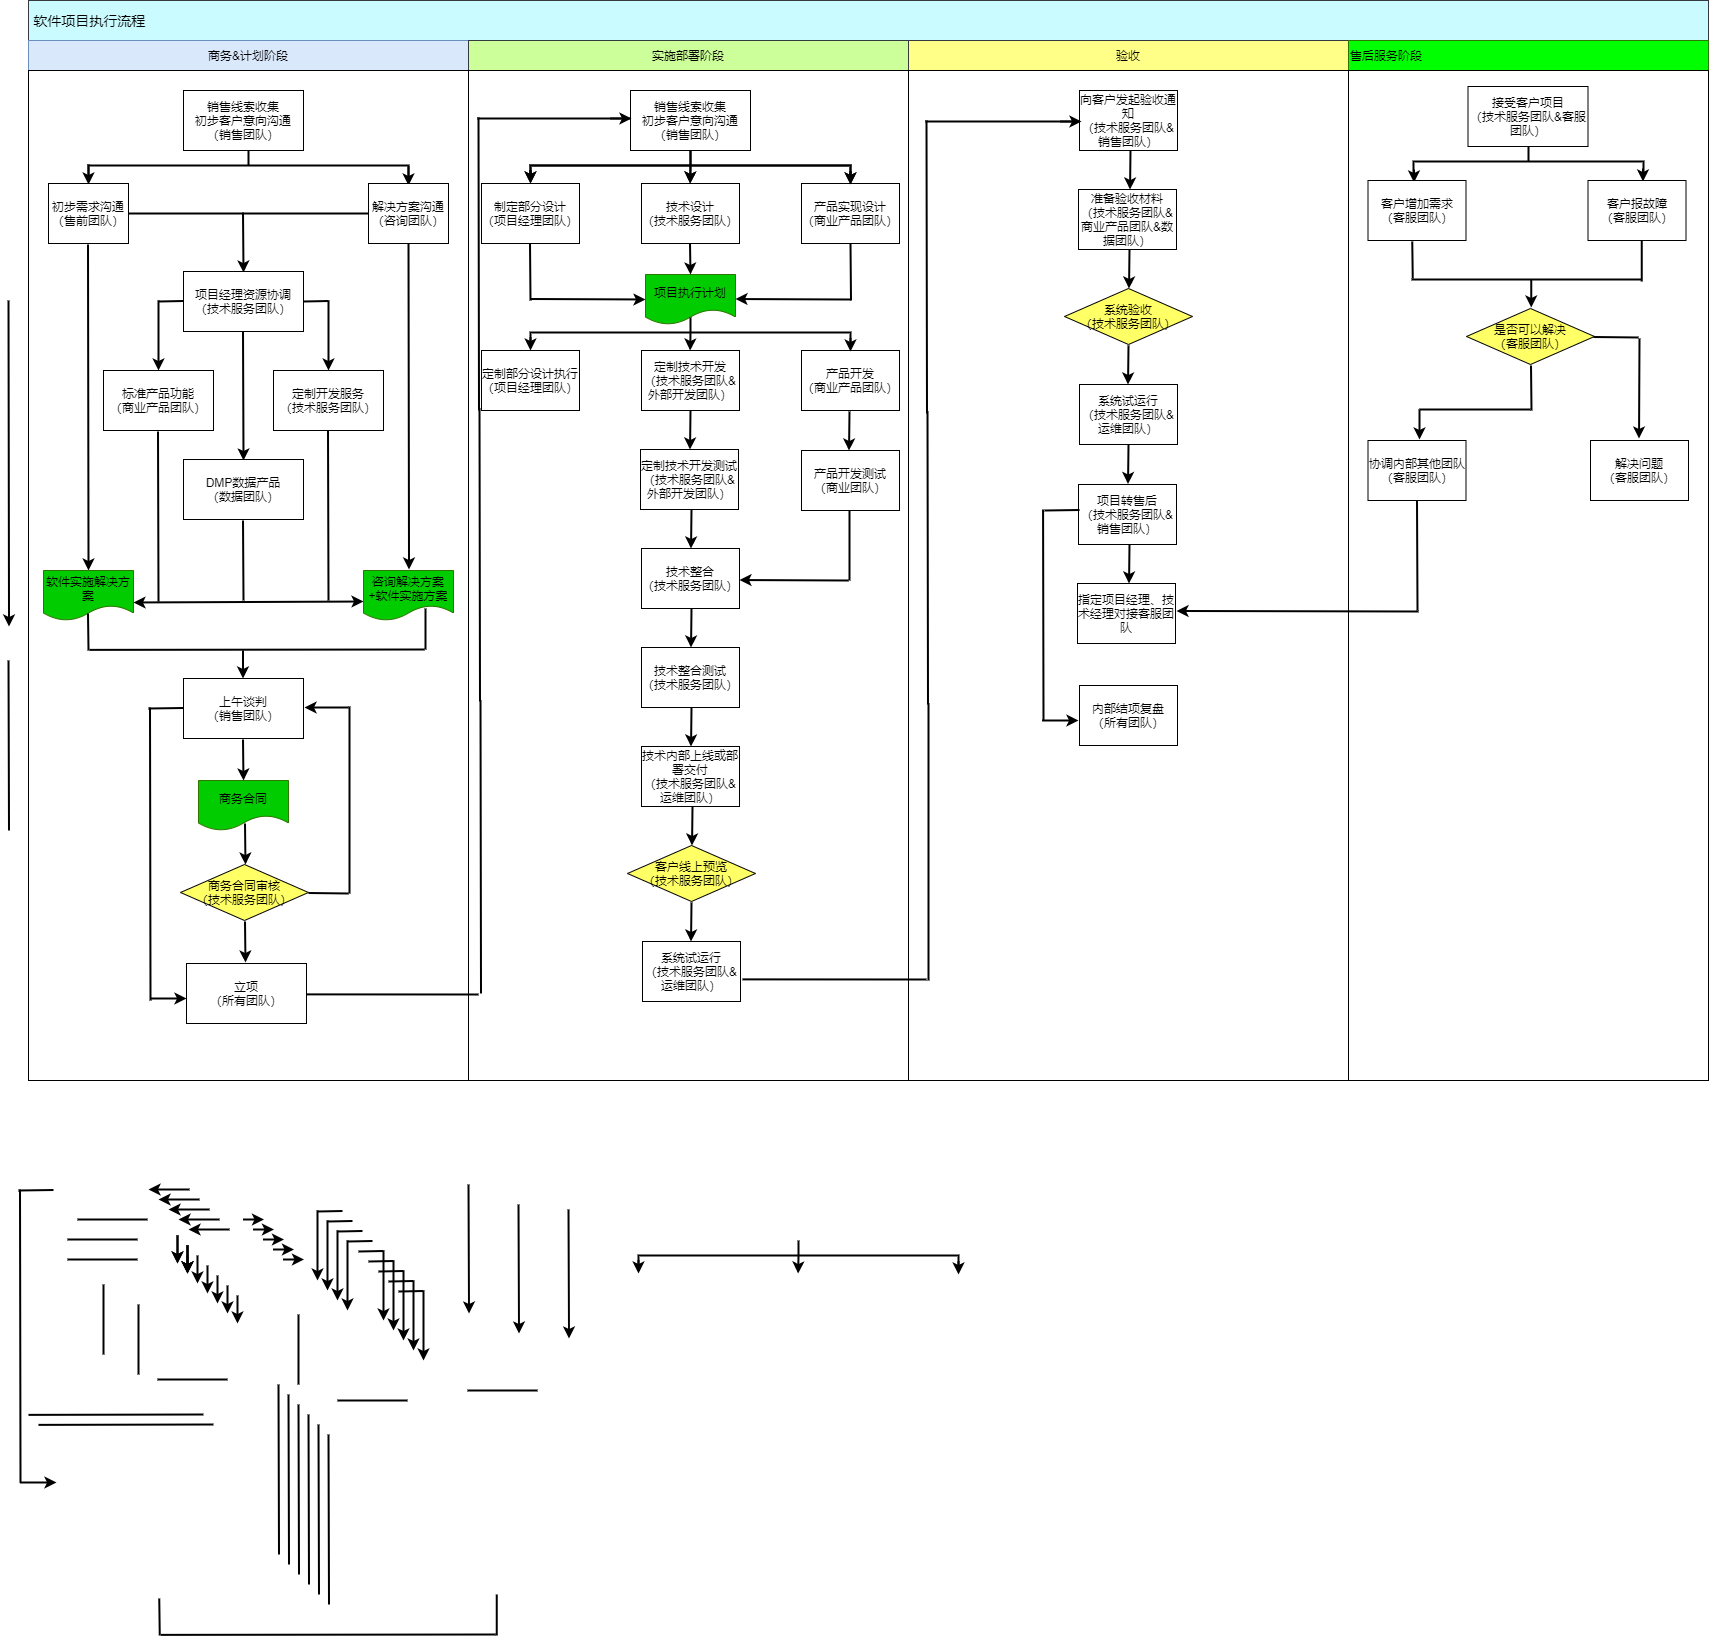 软件项目执行流程
商务&计划阶段
实施部署阶段
验收
售后服务阶段
销售线索收集
初步客户意向沟通
（销售团队）
初步需求沟通
（售前团队）
解决方案沟通
（咨询团队）
项目经理资源协调
（技术服务团队）
标准产品功能
（商业产品团队）
定制开发服务
（技术服务团队）
DMP数据产品
（数据团队）
软件实施解决方
案
咨询解决方案
+软件实施方案
上午谈判
（销售团队）
商务合同
商务合同审核
（技术服务团队）
立项
（所有团队）
销售线索收集
初步客户意向沟通
（销售团队）
制定部分设计
（项目经理团队）
技术设计
（技术服务团队）
产品实现设计
（商业产品团队）
项目执行计划
定制部分设计执行
（项目经理团队）
定制技术开发
（技术服务团队&
外部开发团队）
产品开发
（商业产品团队）
定制技术开发测试
（技术服务团队&
外部开发团队）
产品开发测试
（商业团队）
技术整合
（技术服务团队）
技术整合测试
（技术服务团队）
技术内部上线或部
署交付
（技术服务团队&
运维团队）
客户线上预览
（技术服务团队）
系统试运行
（技术服务团队&
运维团队）
向客户发起验收通
知
（技术服务团队&
销售团队）
准备验收材料
（技术服务团队&
商业产品团队&数
据团队）
系统验收
（技术服务团队）
系统试运行
（技术服务团队&
运维团队）
项目转售后
（技术服务团队&
销售团队）
指定项目经理、技
术经理对接客服团
队
内部结项复盘
（所有团队）
接受客户项目
（技术服务团队&客服
团队）
客户增加需求
（客服团队）
客户报故障
（客服团队）
是否可以解决
（客服团队）
协调内部其他团队
（客服团队）
解决问题
（客服团队）